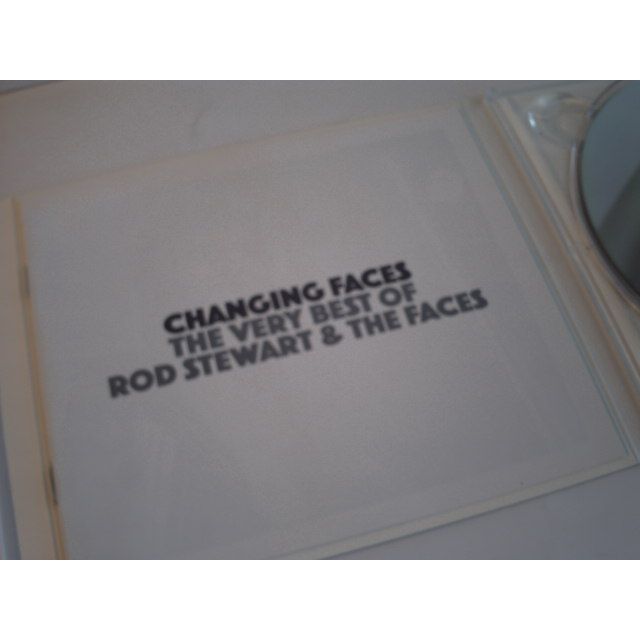 CHANGING FACES
THE VERY BEST OF
ROD STEWART & THE FACES